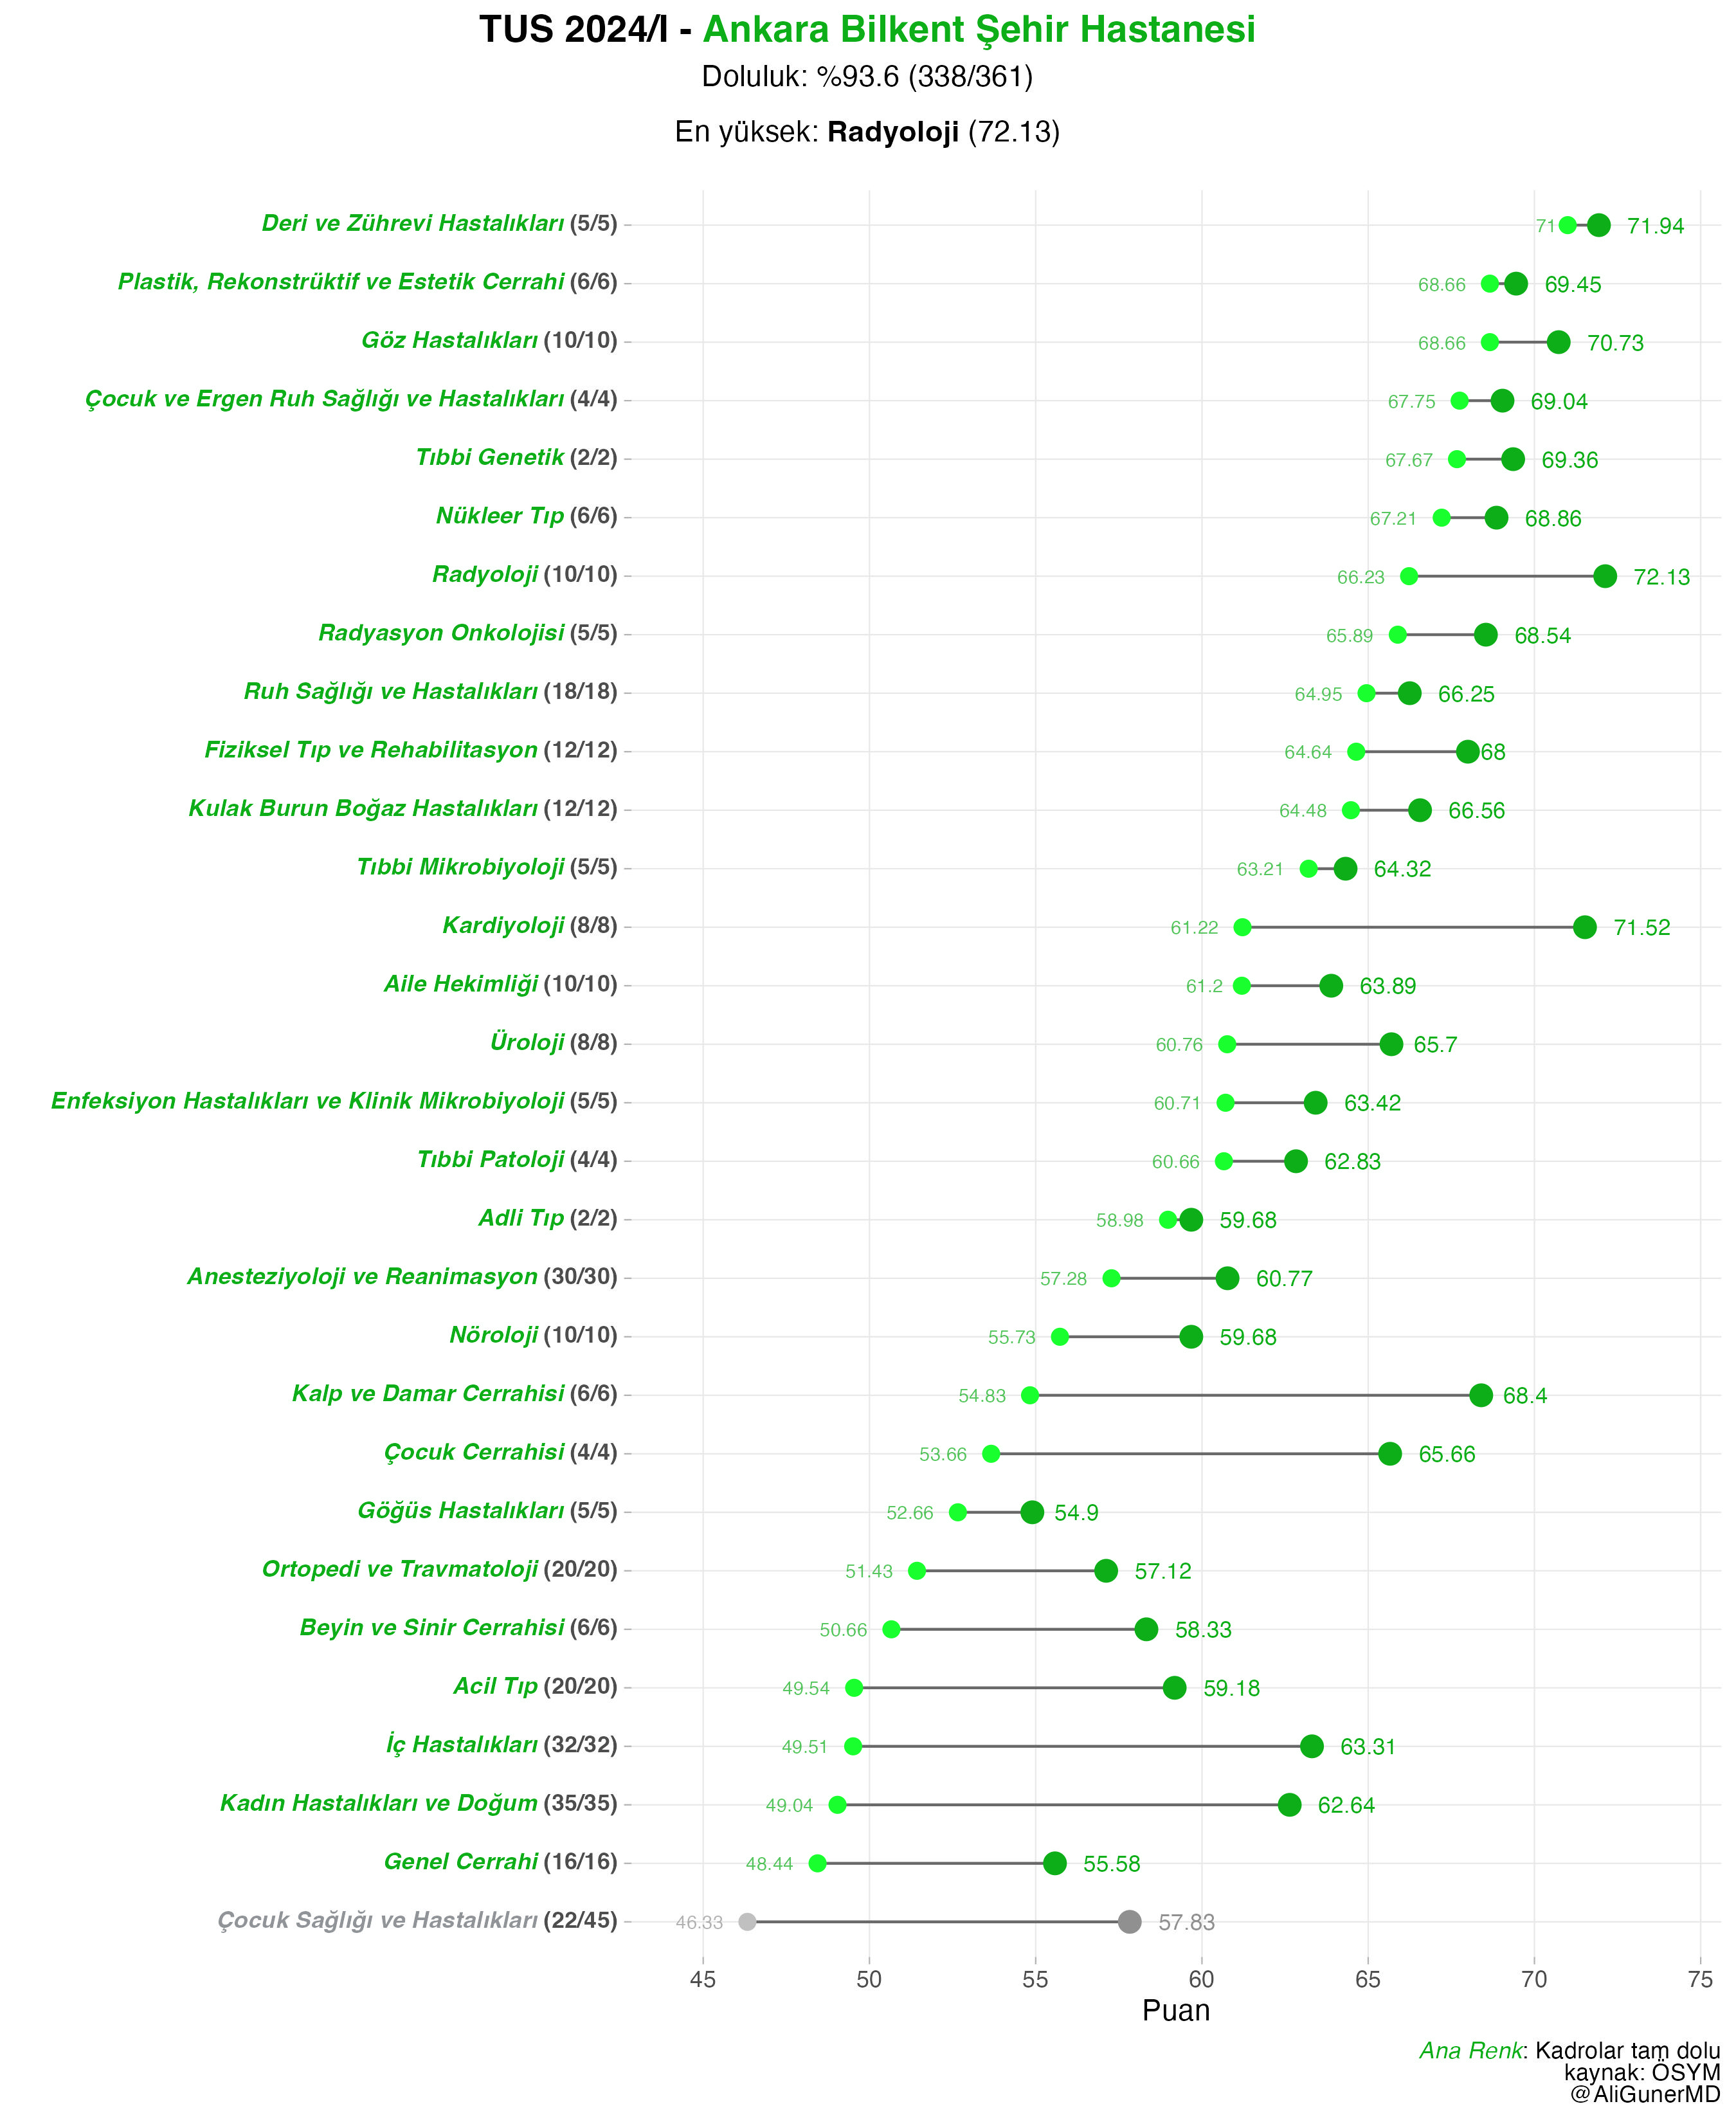 TUS 2024/I - Ankara Bilkent Şehir Hastanesi
Doluluk: %93.6 (338/361)
En yüksek: Radyoloji (72.13)
Deri ve Zührevi Hastalıkları (5/5) 71 71.94
Plastik, Rekonstrüktif ve Estetik Cerrahi (6/6) 68.66 69.45
Göz Hastalıkları (10/10) 68.66 70.73
Çocuk ve Ergen Ruh Sağlığı ve Hastalıkları (4/4) 67.75 69.04
Tıbbi Genetik (2/2) 67.67 69.36
Nükleer Tıp (6/6) 67.21 68.86
Radyoloji (10/10) 66.23 72.13
Radyasyon Onkolojisi (5/5) 65.89 68.54
Ruh Sağlığı ve Hastalıkları (18/18) 64.95 66.25
Fiziksel Tıp ve Rehabilitasyon (12/12) 64.64 68
Kulak Burun Boğaz Hastalıkları (12/12) 64.48 66.56
Tıbbi Mikrobiyoloji (5/5) 63.21 64.32
Kardiyoloji (8/8) 61.22 71.52
Aile Hekimliği (10/10) 61.2 63.89
Üroloji (8/8) 60.76 65.7
Enfeksiyon Hastalıkları ve Klinik Mikrobiyoloji (5/5) 60.71 63.42
Tıbbi Patoloji (4/4) 60.66 62.83
Adli Tıp (2/2) 58.98 59.68
Anesteziyoloji ve Reanimasyon (30/30) 57.28 60.77
Nöroloji (10/10) 55.73 59.68
Kalp ve Damar Cerrahisi (6/6) 54.83 68.4
Çocuk Cerrahisi (4/4) 53.66 65.66
Göğüs Hastalıkları (5/5) 52.66 54.9
Ortopedi ve Travmatoloji (20/20) 51.43 57.12
Beyin ve Sinir Cerrahisi (6/6) 50.66 58.33
Acil Tıp (20/20) 49.54 59.18
İç Hastalıkları (32/32) 49.51 63.31
Kadın Hastalıkları ve Doğum (35/35) 49.04 62.64
Genel Cerrahi (16/16) 48.44 55.58
Çocuk Sağlığı ve Hastalıkları (22/45) 46.33 57.83
45 50 55 60 65 70 75
Puan
Ana Renk: Kadrolar tam dolu
kaynak: ÖSYM
@AliGunerMD